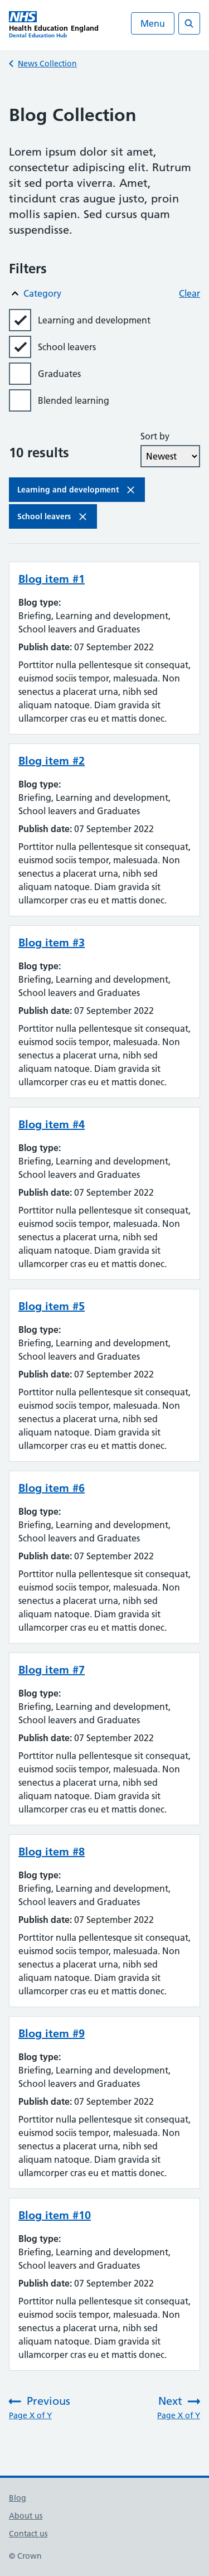 NHS
Health Education England
Dental Education Hub
Menu
News Collection
Blog Collection
Lorem ipsum dolor sit amet,
consectetur adipiscing elit. Rutrum
sit sed porta viverra. Amet,
tincidunt augue dolor, justo, proin
mollis sapien. Sed cursus quam
suspendisse.
Filters
Category
Clear
Learning and development
School leavers
Graduates
Blended learning
Sort by
10 results
Newest
Learning and development
School leavers
Blog item #1
Blog type:
Briefing, Learning and development,
School leavers and Graduates
Publish date: 07 September 2022
Porttitor nulla pellentesque sit consequat,
euismod sociis tempor, malesuada. Non
nesectus a placerat urna, nibh sed
aliquam natoque. Diam gravida sit
ullamcorper cras eu et mattis donec.
Blog item #2
Blog type:
Briefing, Learning and development,
School leavers and Graduates
Publish date: 07 September 2022
Porttitor nulla pellentesque sit consequat,
euismod sociis tempor, malesuada. Non
nesectus a placerat urna, nibh sed
aliquam natoque. Diam gravida sit
ullamcorper cras eu et mattis donec.
Blog item #3
Blog type:
Briefing, Learning and development,
School leavers and Graduates
Publish date: 07 September 2022
Porttitor nulla pellentesque sit consequat,
euismod sociis tempor, malesuada. Non
nesectus a placerat urna, nibh sed
aliquam natoque. Diam gravida sit
ullamcorper cras eu et mattis donec.
Blog item #4
Blog type:
Briefing, Learning and development,
School leavers and Graduates
Publish date: 07 September 2022
Porttitor nulla pellentesque sit consequat,
euismod sociis tempor, malesuada. Non
nesectus a placerat urna, nibh sed
aliquam natoque. Diam gravida sit
ullamcorper cras eu et mattis donec.
Blog item #5
Blog type:
Briefing, Learning and development,
School leavers and Graduates
Publish date: 07 September 2022
Porttitor nulla pellentesque sit consequat,
euismod sociis tempor, malesuada. Non
nesectus a placerat urna, nibh sed
aliquam natoque. Diam gravida sit
ullamcorper cras eu et mattis donec.
Blog item #6
Blog type:
Briefing, Learning and development,
School leavers and Graduates
Publish date: 07 September 2022
Porttitor nulla pellentesque sit consequat,
euismod sociis tempor, malesuada. Non
nesectus a placerat urna, nibh sed
aliquam natoque. Diam gravida sit
ullamcorper cras eu et mattis donec.
Blog item #7
Blog type:
Briefing, Learning and development,
School leavers and Graduates
Publish date: 07 September 2022
Porttitor nulla pellentesque sit consequat,
euismod sociis tempor, malesuada. Non
nesectus a placerat urna, nibh sed
aliquam natoque. Diam gravida sit
ullamcorper cras eu et mattis donec.
Blog item #8
Blog type:
Briefing, Learning and development,
School leavers and Graduates
Publish date: 07 September 2022
Porttitor nulla pellentesque sit consequat,
euismod sociis tempor, malesuada. Non
nesectus a placerat urna, nibh sed
aliquam natoque. Diam gravida sit
ullamcorper cras eu et mattis donec.
Blog item #9
Blog type:
Briefing, Learning and development,
School leavers and Graduates
Publish date: 07 September 2022
Porttitor nulla pellentesque sit consequat,
euismod sociis tempor, malesuada. Non
nesectus a placerat urna, nibh sed
aliquam natoque. Diam gravida sit
ullamcorper cras eu et mattis donec.
Blog item #10
Blog type:
Briefing, Learning and development,
School leavers and Graduates
Publish date: 07 September 2022
Porttitor nulla pellentesque sit consequat,
euismod sociis tempor, malesuada. Non
nesectus a placerat urna, nibh sed
aliquam natoque. Diam gravida sit
ullamcorper cras eu et mattis donec.
Previous
Page X of Y
Next
Page X of Y
Blog
About us
Contact us
© Crown